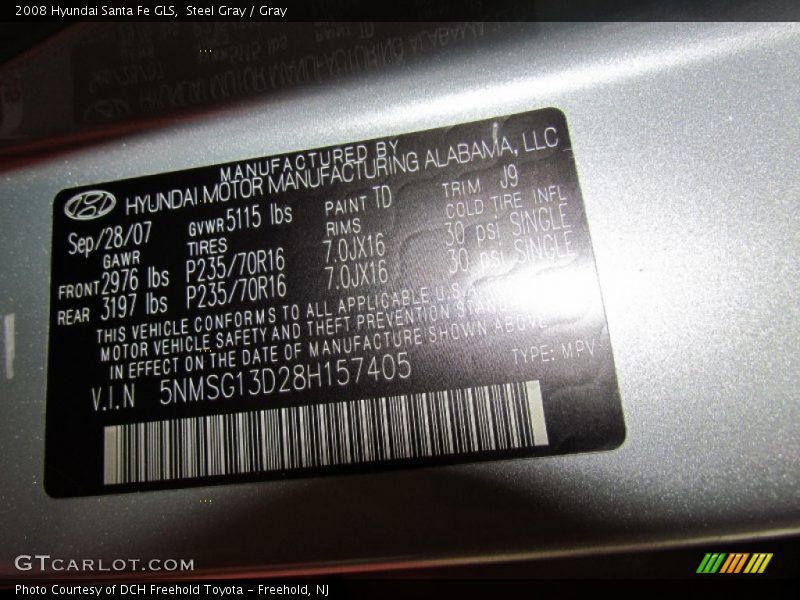 2008 Hyundai Santa Fe GLS,  Steel Gray / Gray
MANUFACTURED BY
HYUNDAI MOTOR MANUFACTURING ALABAMA, LLC
Sep/28/07 GVWR 5115 lbs PAINT TD TRIM J9
GAWR TIRES RIMS COLD TIRE INFL
FRONT 2976 lbs P235/70R16 7.0JX16 30 psi SINGLE
REAR 3197 lbs P235/70R16 7.0JX16 30 psi SINGLE
THIS VEHICLE CONFORMS TO ALL APPLICABLE U.S.
MOTOR VEHICLE SAFETY AND THEFT PREVENTION
IN EFFECT ON THE DATE OF MANUFACTURE SHOWN ABOVE
V.I.N 5NMSG13D28H157405 TYPE: MPV
GTCARLOT.COM
Photo Courtesy of DCH Freehold Toyota - Freehold, NJ